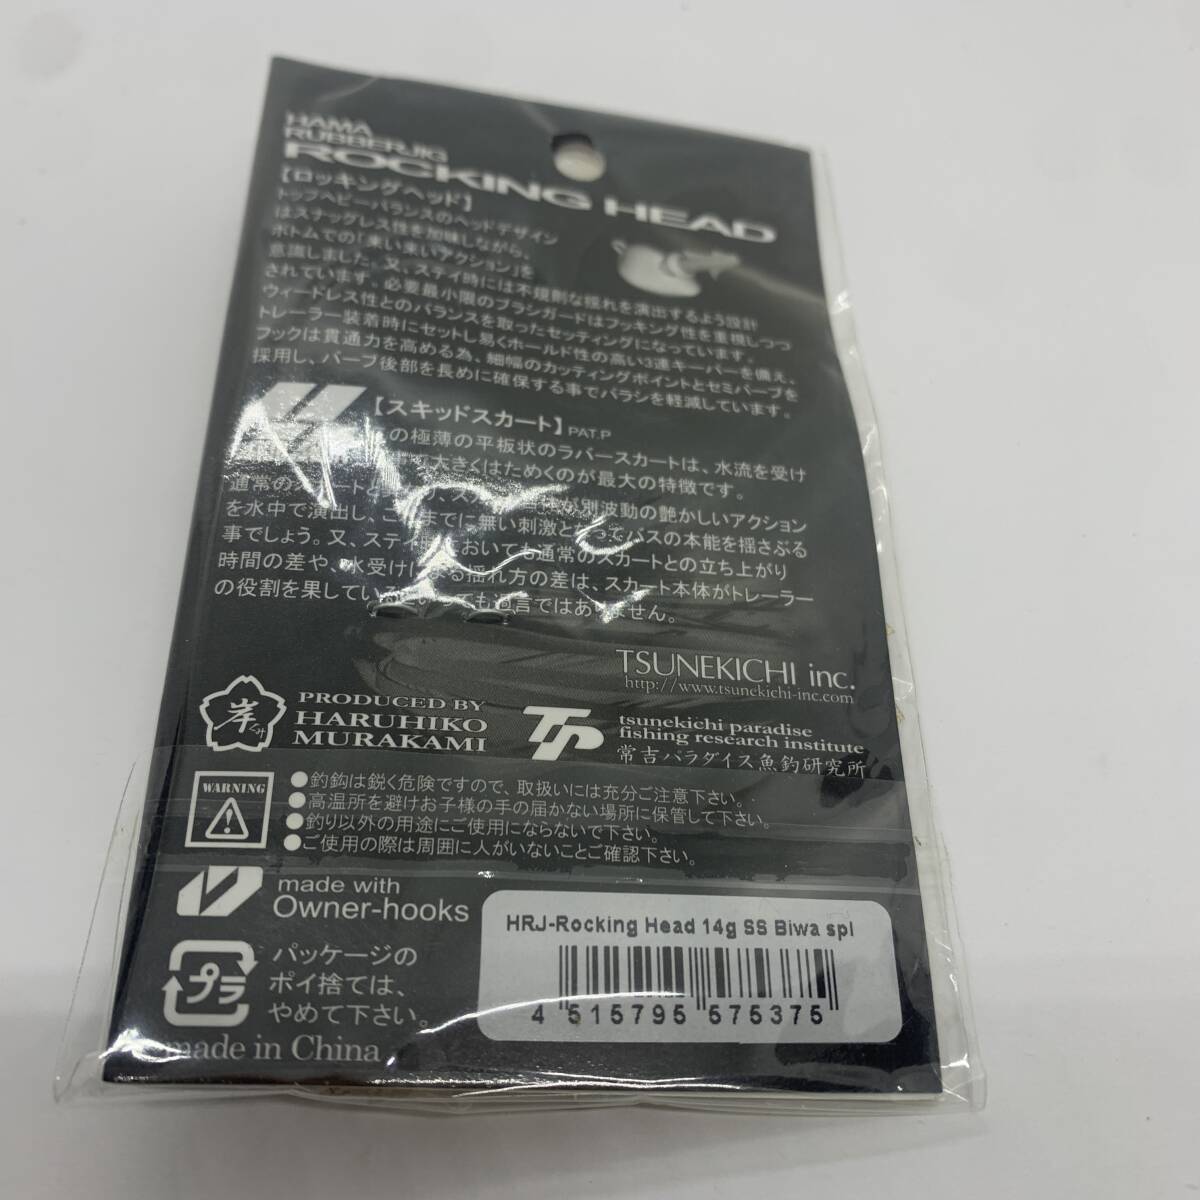 HAMA
RUBBERJIG
ROCKING HEAD
【ロッキングヘッド】
トップヘビーバランスのヘッドデザイン
はスナッグレス性を加味しながら、
ボトムでの「来い来いアクション」を
意識しました。又、ステイ時には不規則な揺れを演出するよう設計
されています。必要最小限のブラシガードはフッキング性を重視しつつ
ウィードレス性とのバランスを取ったセッティングになっています。
トレーラー装着時にセットし易くホールド性の高い3連キーパーを備え、
フックは貫通力を高める為、細幅のカッティングポイントとセミバーブを
採用し、バーブ後部を長めに確保する事でバラシを軽減しています。
【スキッドスカート】PAT.P
の極薄の平板状のラバースカートは、水流を受け
大きくはためくのが最大の特徴です。
通常の 別波動の艶かしいアクション
を水中で演出し、これまでに無い刺激となってバスの本能を揺さぶる
事でしょう。又、ステイ時においても通常のスカートとの立ち上がり
時間の差や、水受けによる揺れ方の差は、スカート本体がトレーラー
の役割を果している 言っても過言ではありません。
TSUNEKICHI inc.
http://www.tsunekichi-inc.com
岸
PRODUCED BY
HARUHIKO
MURAKAMI
TP
tsunekichi paradise
fishing research institute
常吉パラダイス魚釣研究所
WARNING
●釣鈎は鋭く危険ですので、取扱いには充分ご注意下さい。
●高温所を避けお子様の手の届かない場所に保管して下さい。
●釣り以外の用途にご使用にならないで下さい。
●ご使用の際は周囲に人がいないことご確認下さい。
made with
Owner-hooks
プラ
パッケージの
ポイ捨ては、
やめて下さい。
made in China
HRJ-Rocking Head 14g SS Biwa spl
4 515795 575375